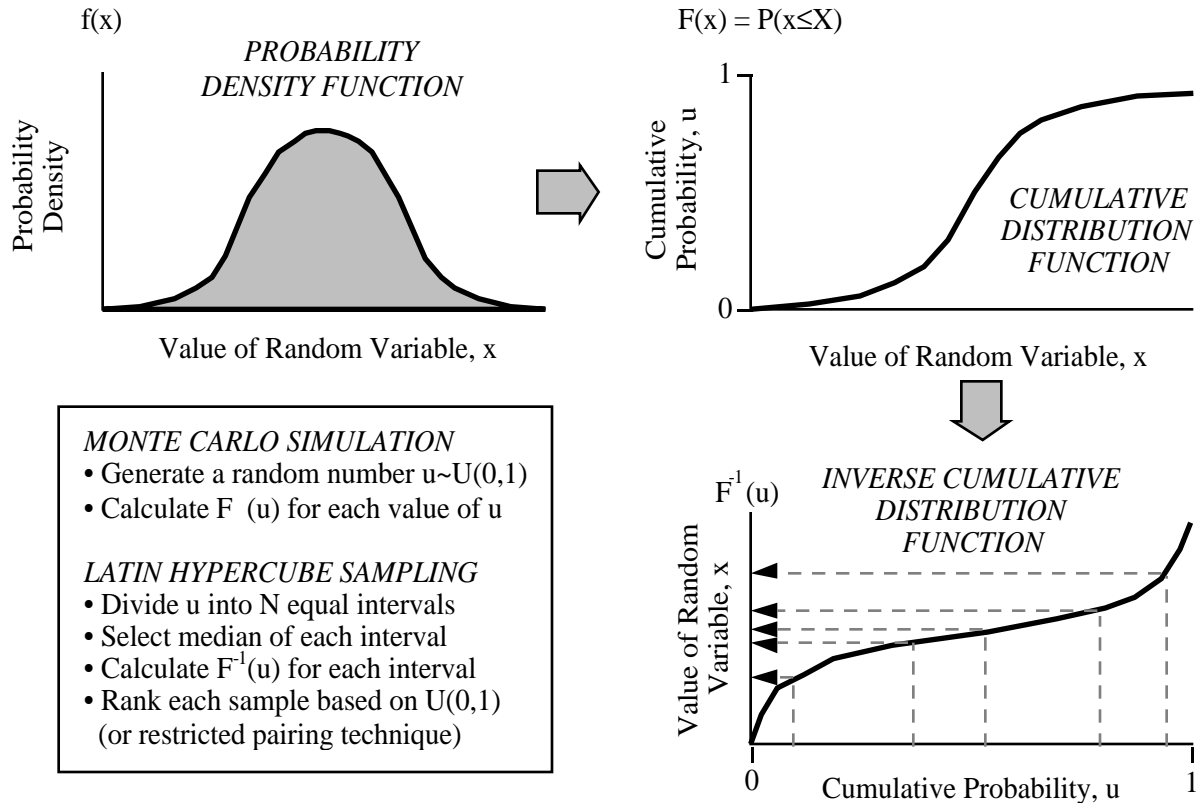 f(x)
PROBABILITY
DENSITY FUNCTION
Probability
Density
Value of Random Variable, x
F(x) = P(x≤X)
1
Cumulative
Probability, u
0
CUMULATIVE
DISTRIBUTION
FUNCTION
Value of Random Variable, x
MONTE CARLO SIMULATION
• Generate a random number u~U(0,1)
• Calculate F (u) for each value of u
LATIN HYPERCUBE SAMPLING
• Divide u into N equal intervals
• Select median of each interval
• Calculate F⁻¹(u) for each interval
• Rank each sample based on U(0,1)
(or restricted pairing technique)
F⁻¹(u)
INVERSE CUMULATIVE
DISTRIBUTION
FUNCTION
Value of Random
Variable, x
0
Cumulative Probability, u
1